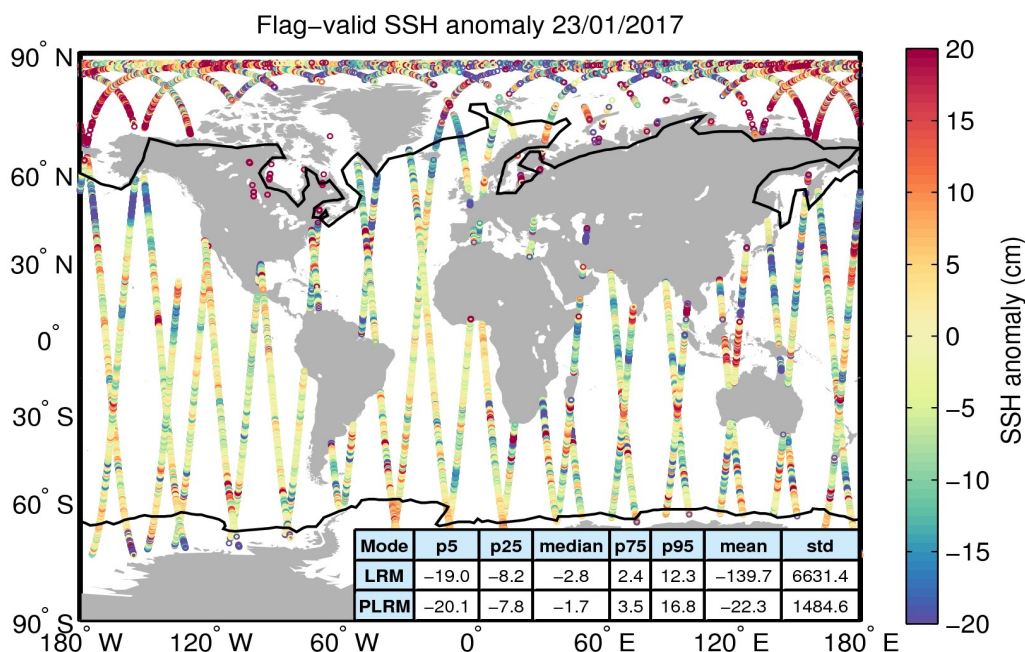 Flag−valid SSH anomaly 23/01/2017
90° N
60° N
30° N
0°
30° S
60° S
90° S
180° W
120° W
60° W
0°
60° E
120° E
180° E
20
15
10
5
0
−5
−10
−15
−20
SSH anomaly (cm)
Mode p5 p25 median p75 p95 mean std
LRM −19.0 −8.2 −2.8 2.4 12.3 −139.7 6631.4
PLRM −20.1 −7.8 −1.7 3.5 16.8 −22.3 1484.6